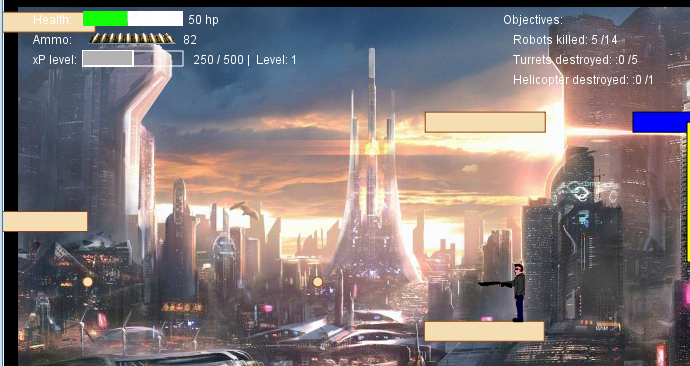 Health: 50 hp
Ammo: 82
xP level: 250 / 500 | Level: 1
Objectives:
Robots killed: 5 /14
Turrets destroyed: :0 /5
Helicopter destroyed: :0 /1